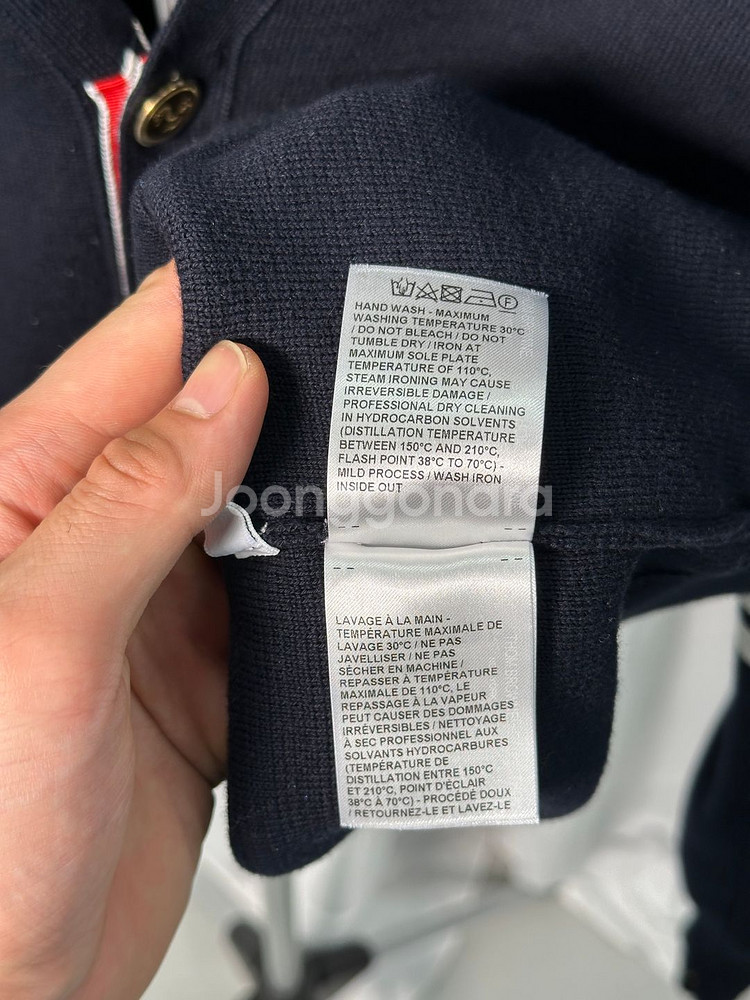 F
HAND WASH - MAXIMUM
WASHING TEMPERATURE 30°C
/ DO NOT BLEACH / DO NOT
TUMBLE DRY / IRON AT
MAXIMUM SOLE PLATE
TEMPERATURE OF 110°C,
STEAM IRONING MAY CAUSE
IRREVERSIBLE DAMAGE /
PROFESSIONAL DRY CLEANING
IN HYDROCARBON SOLVENTS
(DISTILLATION TEMPERATURE
BETWEEN 150°C AND 210°C,
FLASH POINT 38°C TO 70°C) -
MILD PROCESS / WASH IRON
INSIDE OUT
Joonggonara
LAVAGE À LA MAIN -
TEMPÉRATURE MAXIMALE DE
LAVAGE 30°C / NE PAS
JAVELLISER / NE PAS
SÉCHER EN MACHINE /
REPASSER À TEMPÉRATURE
MAXIMALE DE 110°C, LE
REPASSAGE À LA VAPEUR
PEUT CAUSER DES DOMMAGES
IRRÉVERSIBLES / NETTOYAGE
À SEC PROFESSIONNEL AUX
SOLVANTS HYDROCARBURES
(TEMPÉRATURE DE
DISTILLATION ENTRE 150°C
ET 210°C, POINT D'ÉCLAIR
38°C À 70°C) - PROCÉDÉ DOUX
/ RETOURNEZ-LE ET LAVEZ-LE